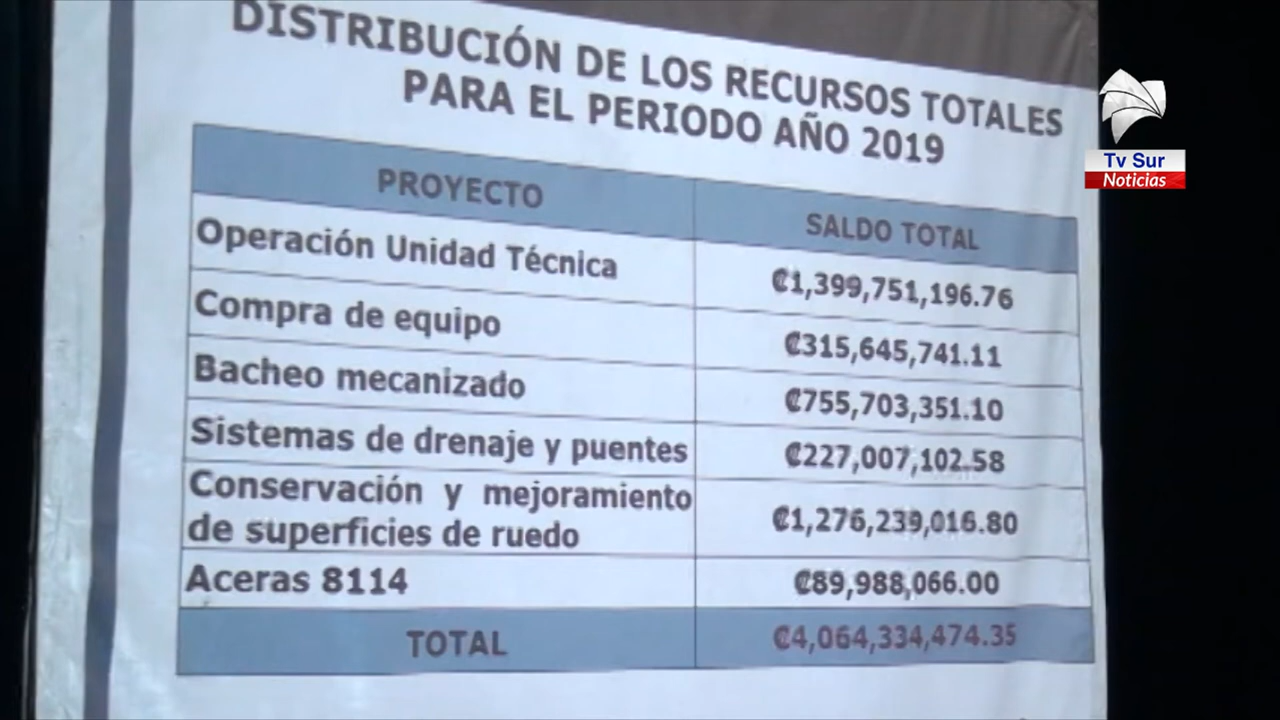 DISTRIBUCIÓN DE LOS RECURSOS TOTALES
PARA EL PERIODO AÑO 2019
PROYECTO SALDO TOTAL
Operación Unidad Técnica ₡1,399,751,196.76
Compra de equipo ₡315,645,741.11
Bacheo mecanizado ₡755,703,351.10
Sistemas de drenaje y puentes ₡227,007,102.58
Conservación y mejoramiento
de superficies de ruedo ₡1,276,239,016.80
Aceras 8114 ₡89,988,066.00
TOTAL ₡4,064,334,474.35
Tv Sur
Noticias